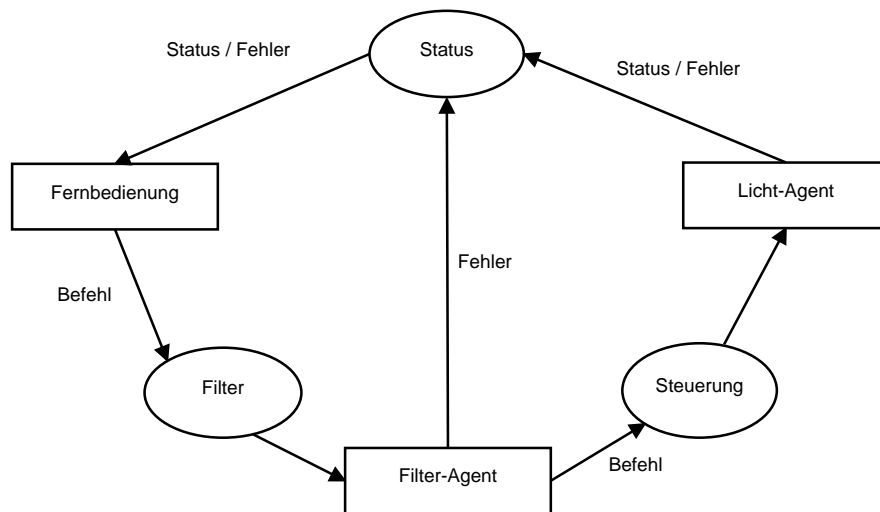 Status / Fehler
Status
Status / Fehler
Fernbedienung
Licht-Agent
Fehler
Befehl
Filter
Steuerung
Filter-Agent
Befehl